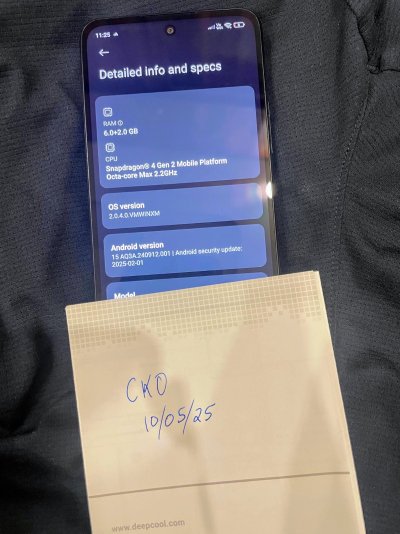 11:25
Detailed info and specs
RAM
6.0+2.0 GB
CPU
Snapdragon® 4 Gen 2 Mobile Platform
Octa-core Max 2.2GHz
OS version
2.0.4.0.VMWINXM
Android version
15 AQ3A.240912.001 | Android security update:
2025-02-01
Model
CKO
10/05/25
www.deepcool.com